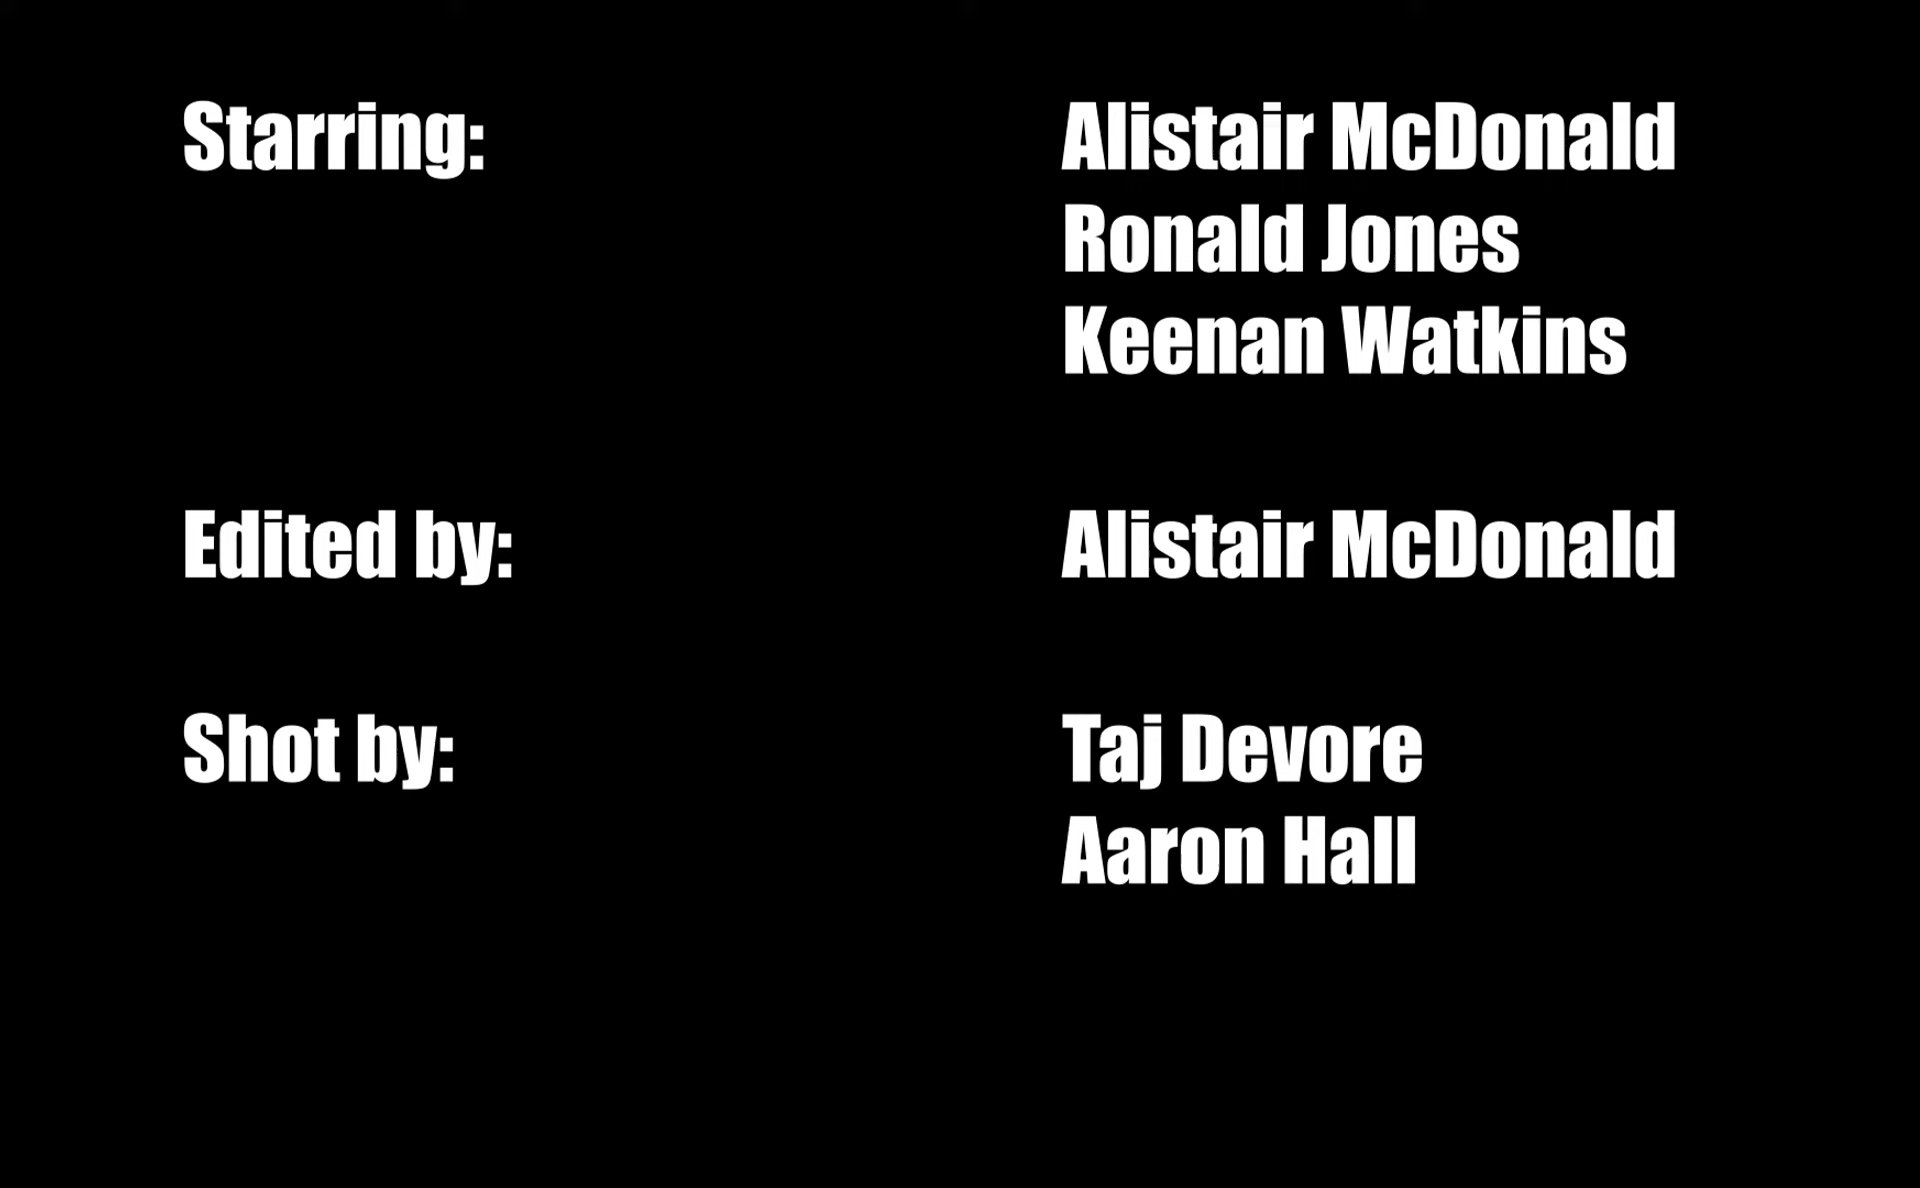 Starring: Alistair McDonald
Ronald Jones
Keenan Watkins
Edited by: Alistair McDonald
Shot by: Taj Devore
Aaron Hall